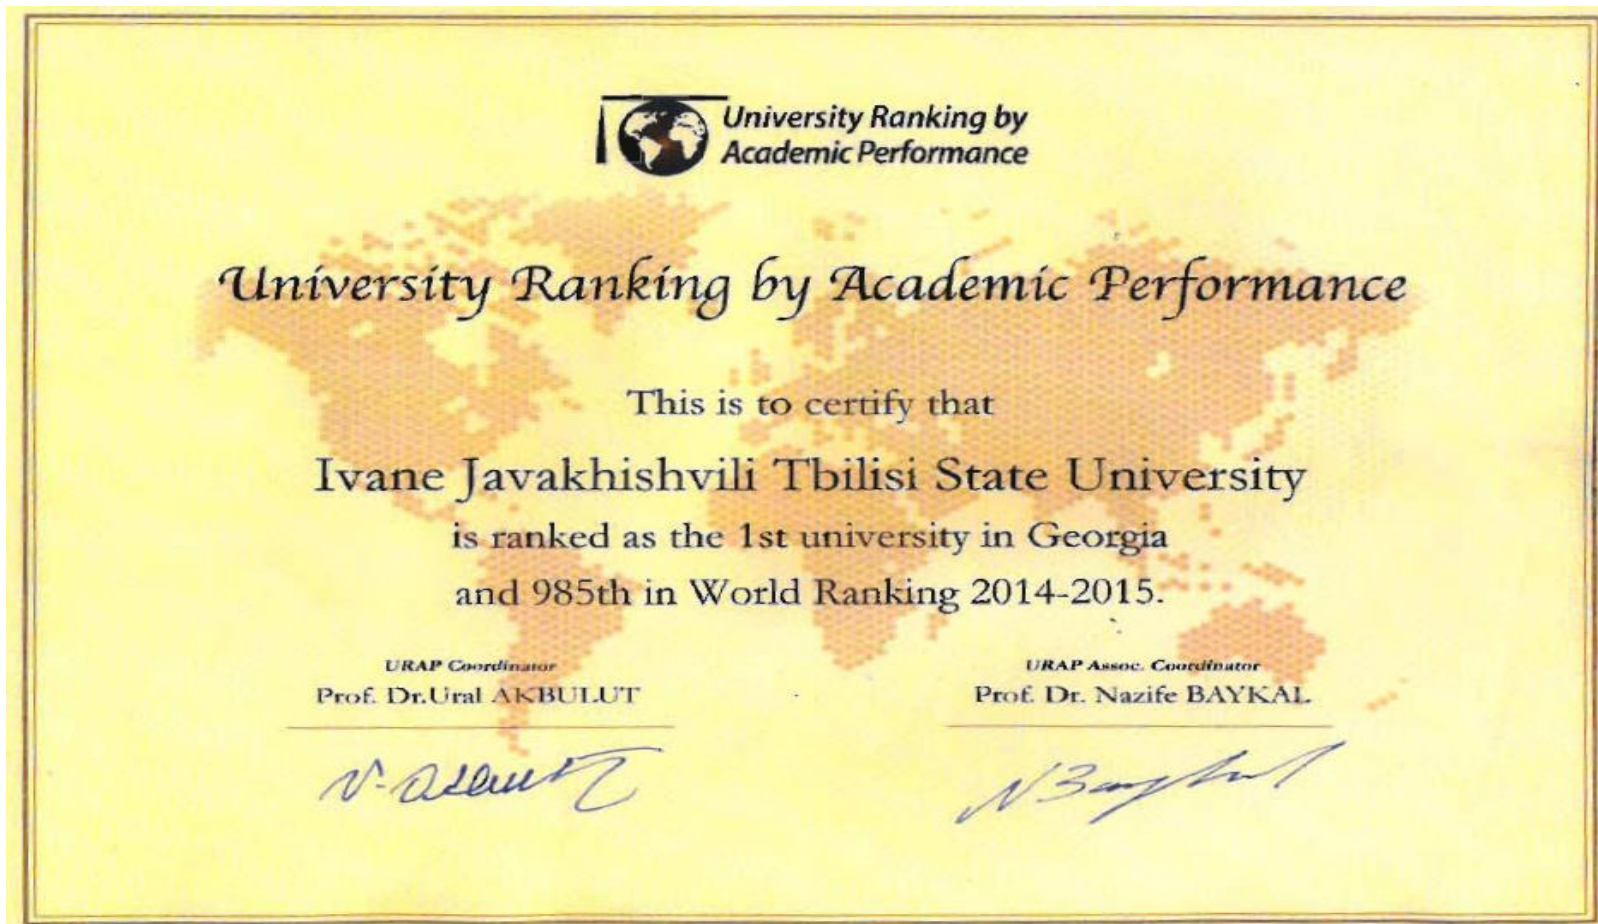 University Ranking by
Academic Performance
University Ranking by Academic Performance
This is to certify that
Ivane Javakhishvili Tbilisi State University
is ranked as the 1st university in Georgia
and 985th in World Ranking 2014-2015.
URAP Coordinator
Prof. Dr.Ural AKBULUT
URAP Assoc. Coordinator
Prof. Dr. Nazife BAYKAL